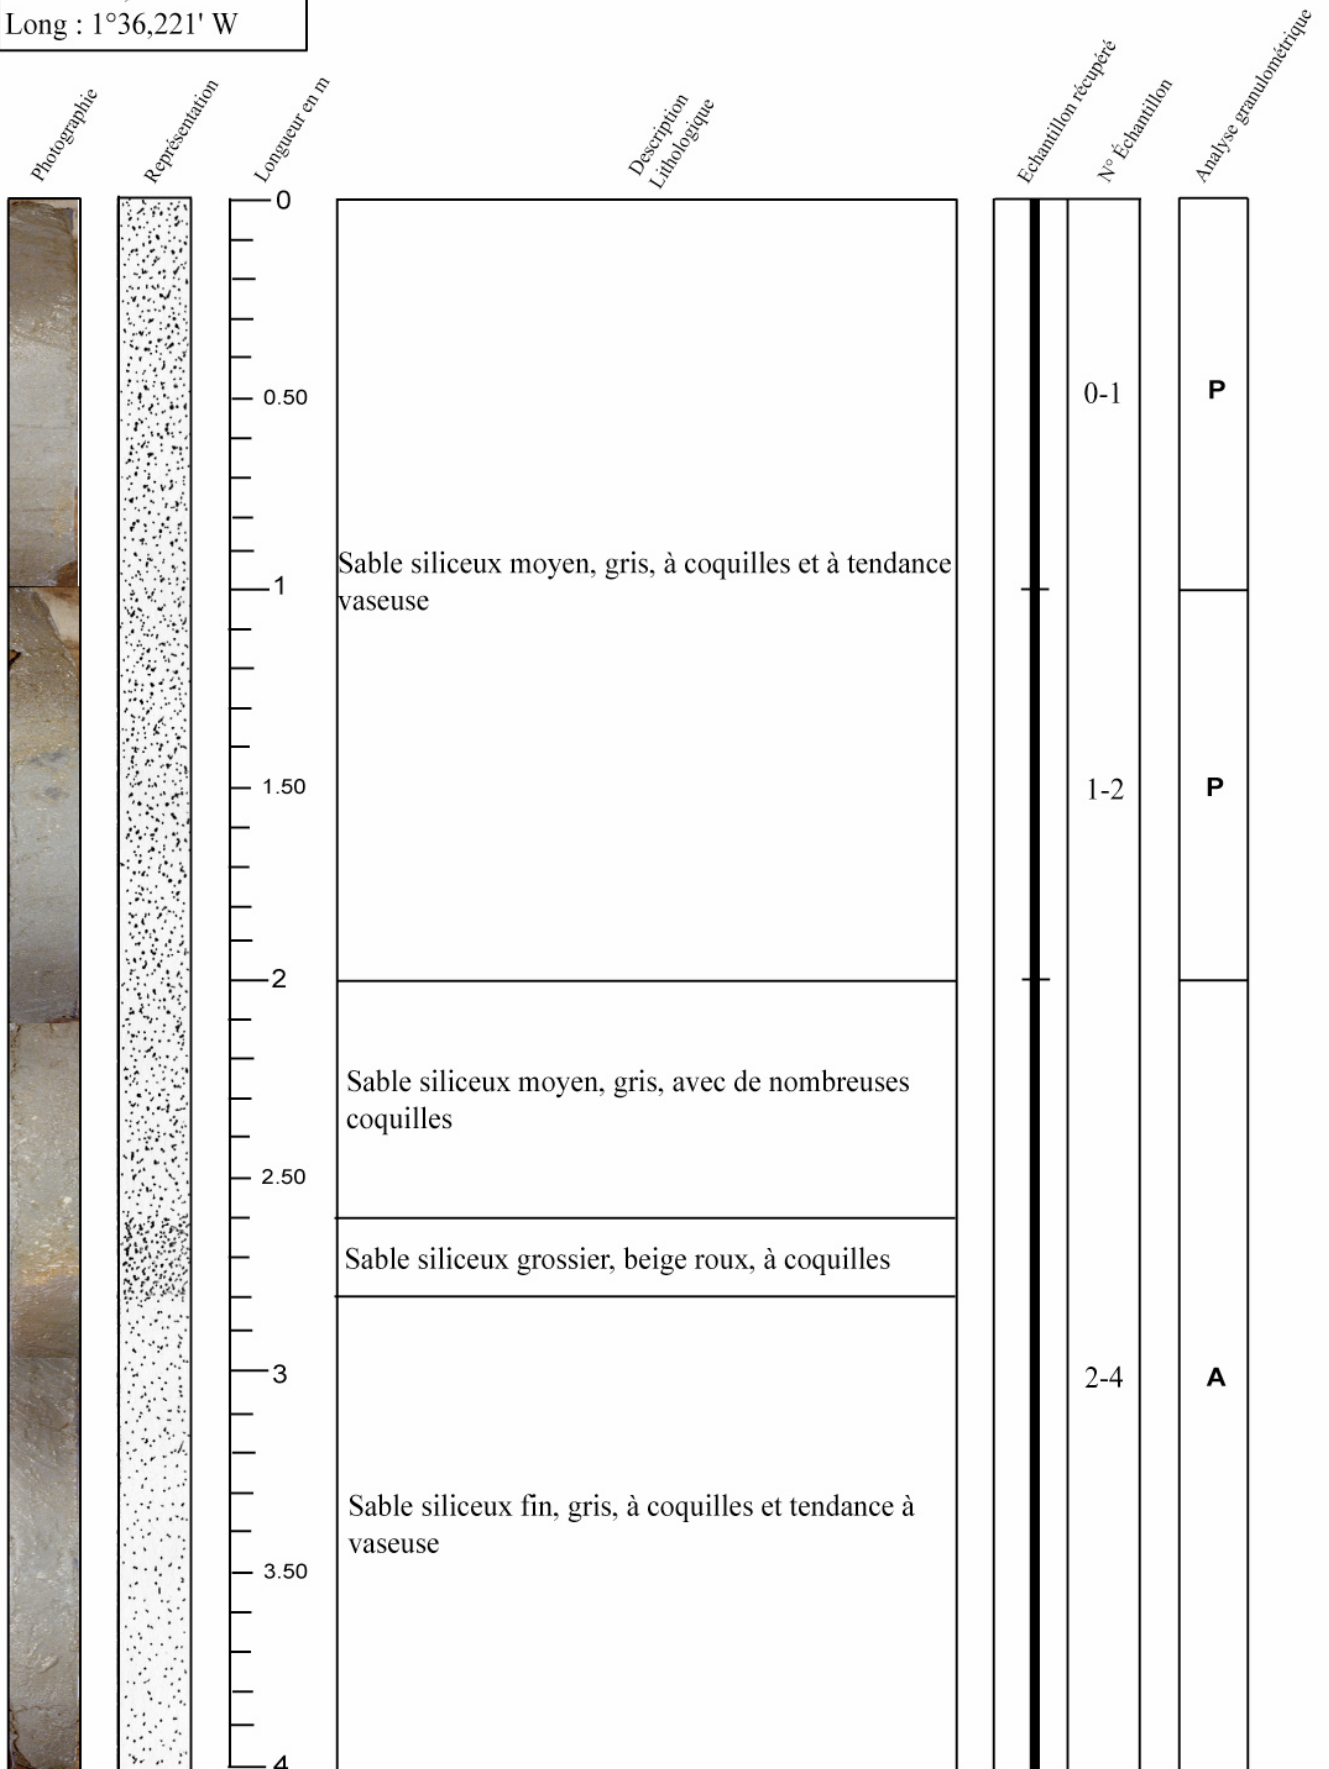 Long : 1°36,221' W
Photographie
Représentation
Longueur en m
Description
Lithologique
Echantillon récupéré
N° Échantillon
Analyse granulométrique
0
0.50
0-1
P
Sable siliceux moyen, gris, à coquilles et à tendance
vaseuse
1
1.50
1-2
P
2
Sable siliceux moyen, gris, avec de nombreuses
coquilles
2.50
Sable siliceux grossier, beige roux, à coquilles
3
2-4
A
Sable siliceux fin, gris, à coquilles et tendance à
vaseuse
3.50
4